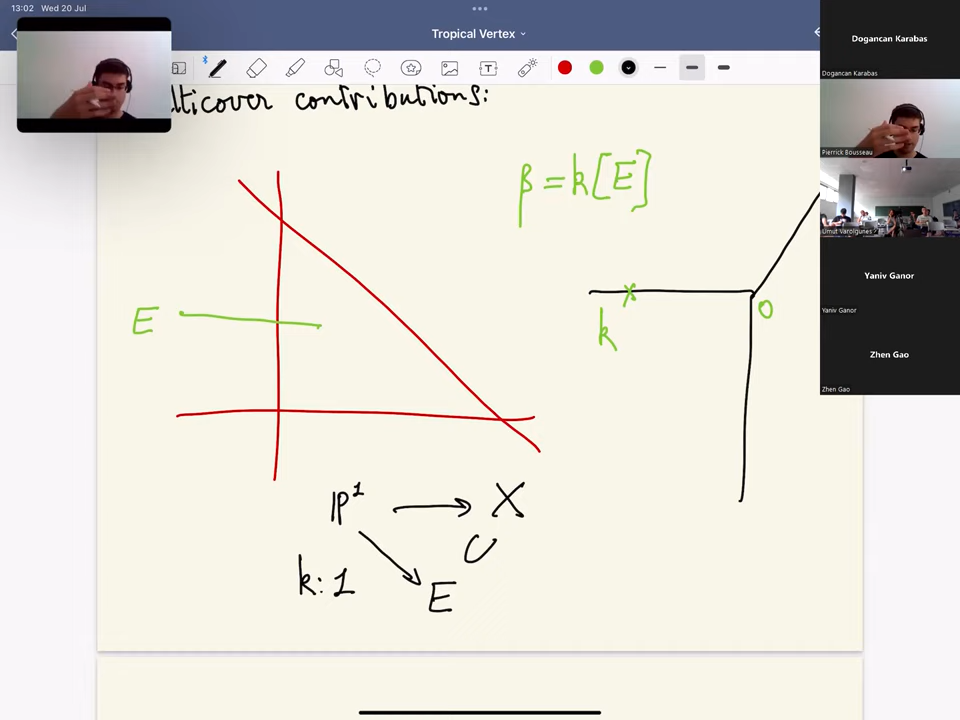 13:02 Wed 20 Jul
Tropical Vertex
Dogancan Karabas
Dogancan Karabas
Pierrick Bousseau
Umut Varolgunes
Yaniv Ganor
Yaniv Ganor
Zhen Gao
Zhen Gao
lticover contributions:
β = k[E]
E
k
0
ℙ¹ → X
∪
k:1
E